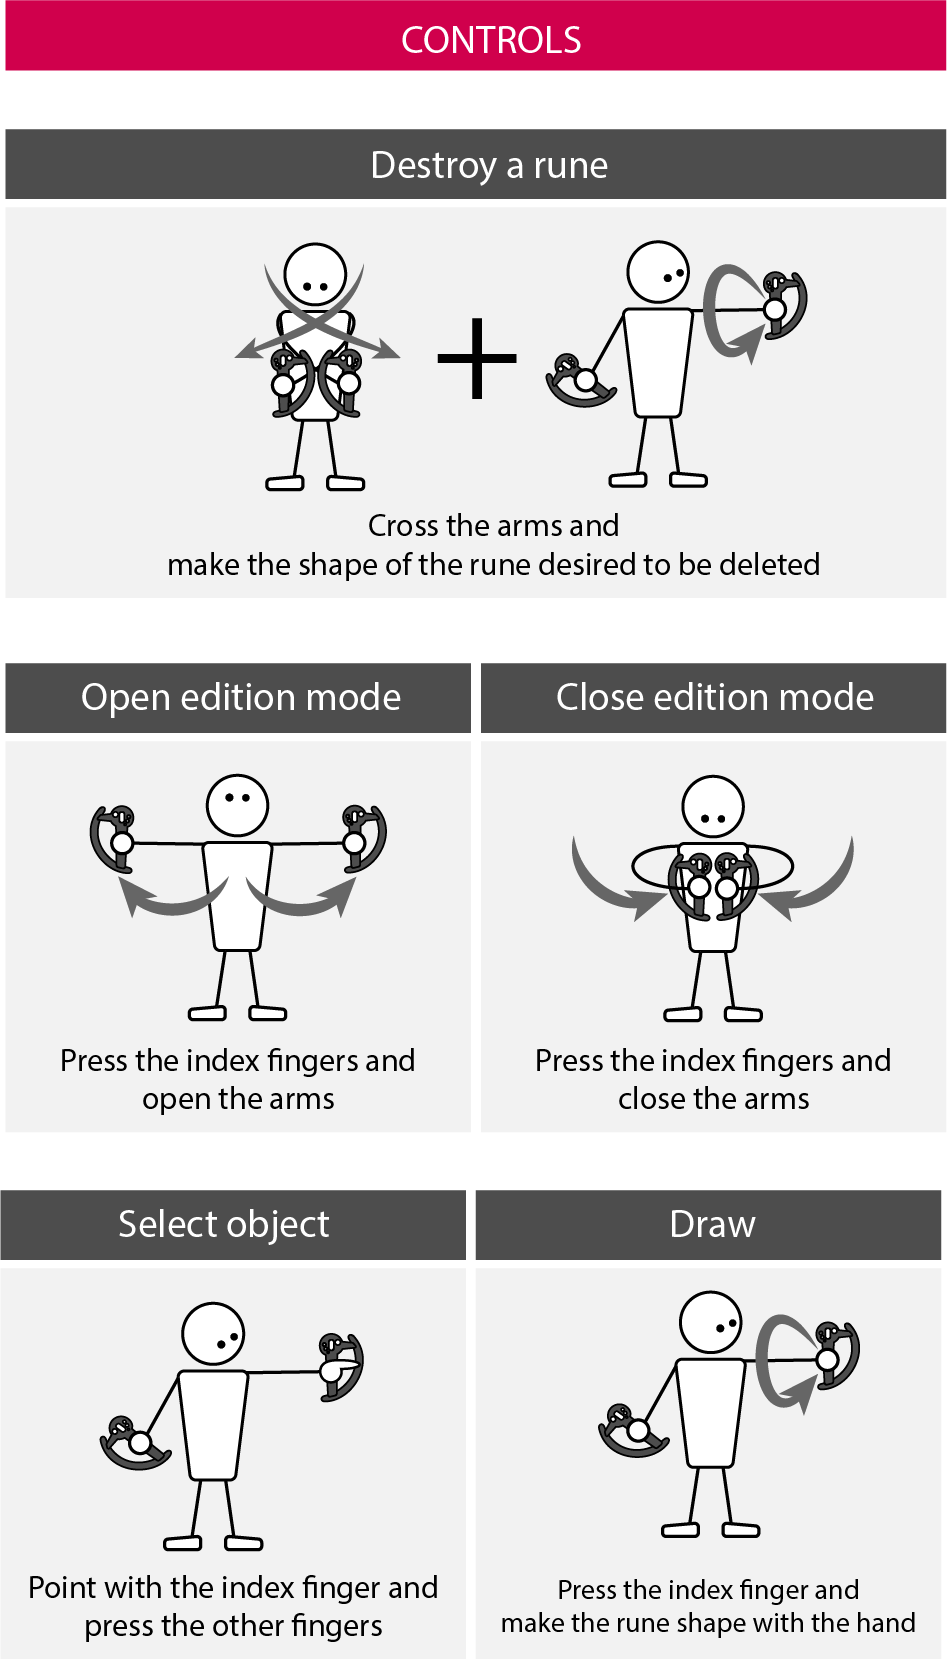 CONTROLS
Destroy a rune
Cross the arms and
make the shape of the rune desired to be deleted
Open edition mode
Close edition mode
Press the index fingers and
open the arms
Press the index fingers and
close the arms
Select object
Draw
Point with the index finger and
press the other fingers
Press the index finger and
make the rune shape with the hand